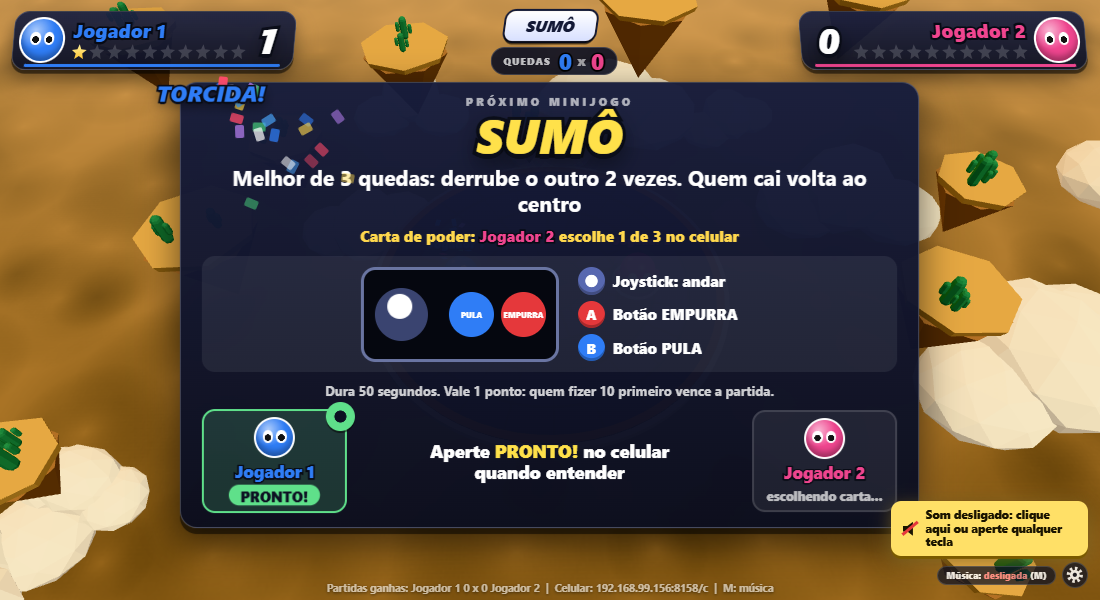 Jogador 1
1
SUMÔ
QUEDAS 0 x 0
0
Jogador 2
TORCIDA!
PRÓXIMO MINIJOGO
SUMÔ
Melhor de 3 quedas: derrube o outro 2 vezes. Quem cai volta ao
centro
Carta de poder: Jogador 2 escolhe 1 de 3 no celular
PULA
EMPURRA
Joystick: andar
A Botão EMPURRA
B Botão PULA
Dura 50 segundos. Vale 1 ponto: quem fizer 10 primeiro vence a partida.
Jogador 1
PRONTO!
Aperte PRONTO! no celular
quando entender
Jogador 2
escolhendo carta...
Som desligado: clique
aqui ou aperte qualquer
tecla
Música: desligada (M)
Partidas ganhas: Jogador 1 0 x 0 Jogador 2 | Celular: 192.168.99.156:8158/c | M: música